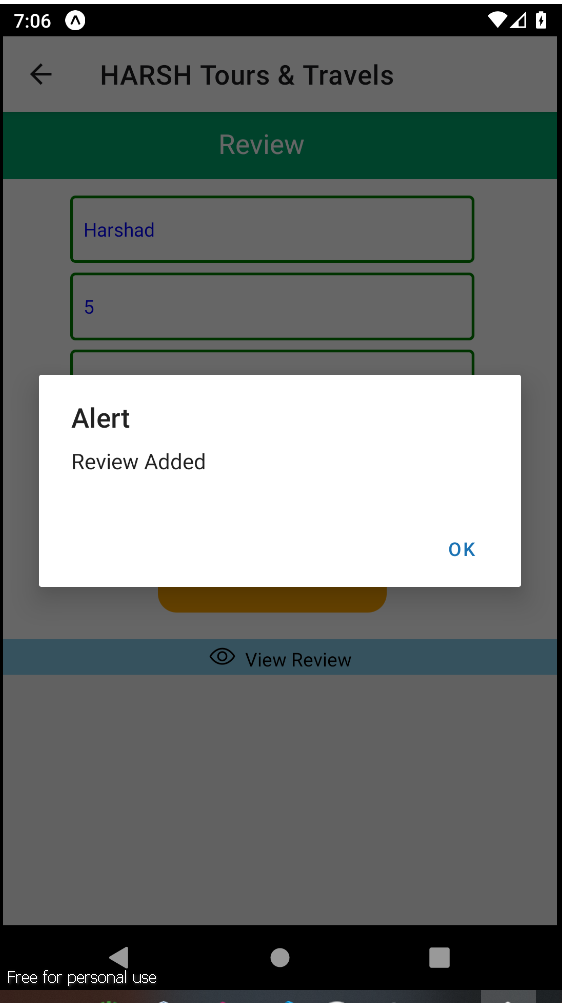 7:06
HARSH Tours & Travels
Review
Harshad
5
Alert
Review Added
OK
View Review
Free for personal use